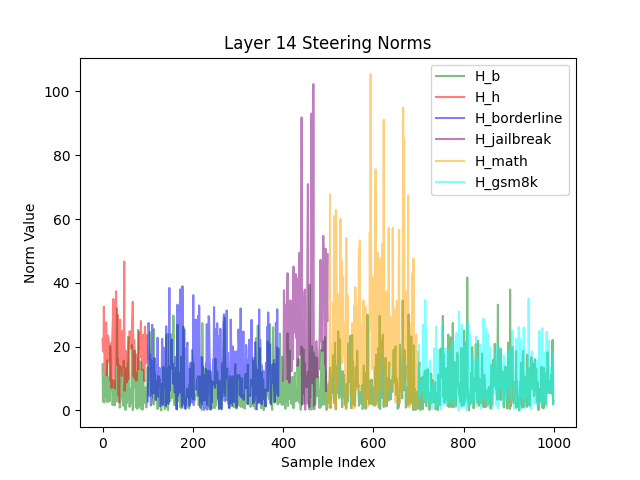 Layer 14 Steering Norms
Norm Value
100
80
60
40
20
0
H_b
H_h
H_borderline
H_jailbreak
H_math
H_gsm8k
0 200 400 600 800 1000
Sample Index